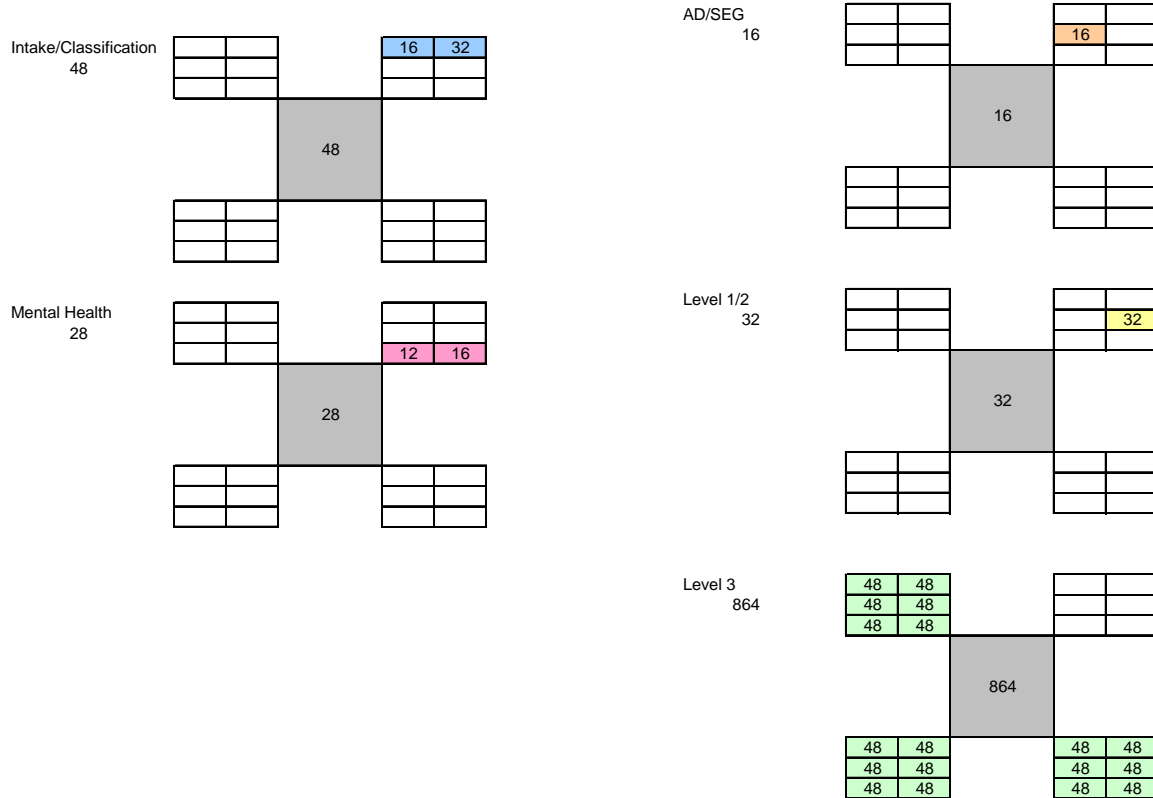 Intake/Classification
48
16 32
48
Mental Health
28
12 16
28
AD/SEG
16
16
16
Level 1/2
32
32
32
Level 3
864
48 48
48 48
48 48
864
48 48 48 48
48 48 48 48
48 48 48 48